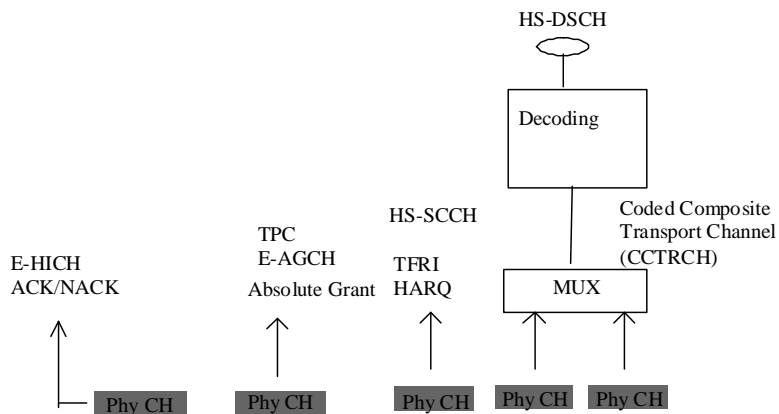 HS-DSCH
Decoding
HS-SCCH
Coded Composite
Transport Channel
(CCTRCH)
TPC
E-AGCH
Absolute Grant
TFRI
HARQ
E-HICH
ACK/NACK
MUX
Phy CH
Phy CH
Phy CH
Phy CH
Phy CH